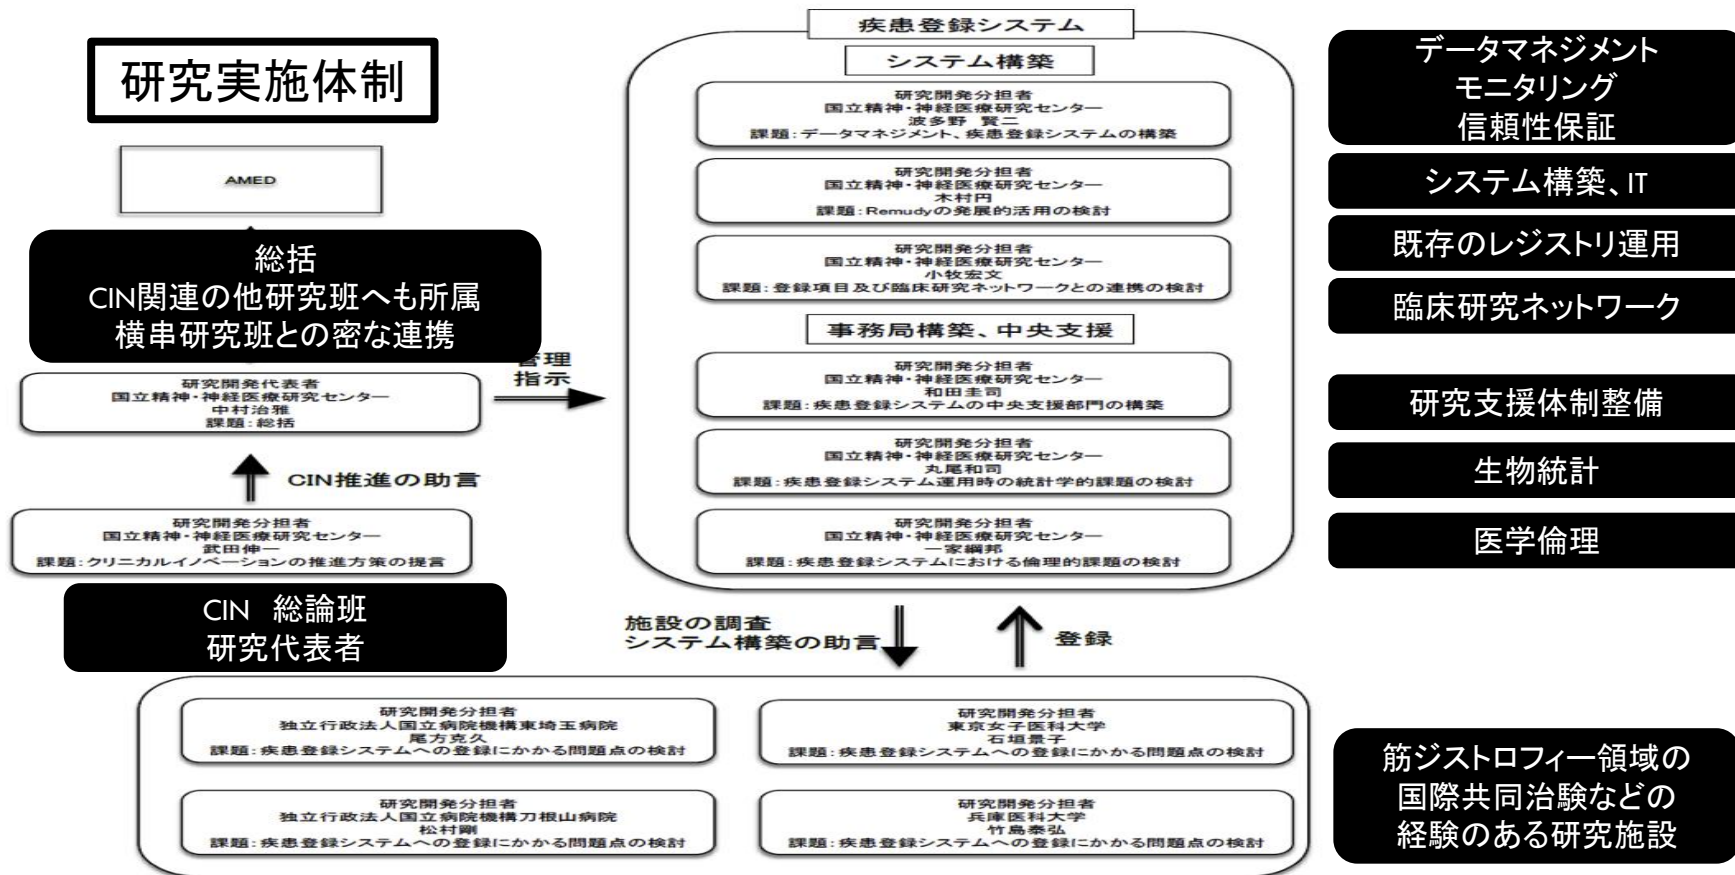 研究実施体制
AMED
総括
CIN関連の他研究班へも所属
横串研究班との密な連携
研究開発代表者
国立精神・神経医療研究センター
中村治雅
課題：総括
管理
指示
CIN推進の助言
研究開発分担者
国立精神・神経医療研究センター
武田伸一
課題：クリニカルイノベーションの推進方策の提言
CIN　総論班
研究代表者
疾患登録システム
システム構築
研究開発分担者
国立精神・神経医療研究センター
波多野　賢二
課題：データマネジメント、疾患登録システムの構築
研究開発分担者
国立精神・神経医療研究センター
木村円
課題：Remudyの発展的活用の検討
研究開発分担者
国立精神・神経医療研究センター
小牧宏文
課題：登録項目及び臨床研究ネットワークとの連携の検討
事務局構築、中央支援
研究開発分担者
国立精神・神経医療研究センター
和田圭司
課題：疾患登録システムの中央支援部門の構築
研究開発分担者
国立精神・神経医療研究センター
丸尾和司
課題：疾患登録システム運用時の統計学的課題の検討
研究開発分担者
国立精神・神経医療研究センター
一家綱邦
課題：疾患登録システムにおける倫理的課題の検討
データマネジメント
モニタリング
信頼性保証
システム構築、IT
既存のレジストリ運用
臨床研究ネットワーク
研究支援体制整備
生物統計
医学倫理
施設の調査
システム構築の助言
登録
研究開発分担者
独立行政法人国立病院機構東埼玉病院
尾方克久
課題：疾患登録システムへの登録にかかる問題点の検討
研究開発分担者
東京女子医科大学
石垣景子
課題：疾患登録システムへの登録にかかる問題点の検討
研究開発分担者
独立行政法人国立病院機構刀根山病院
松村剛
課題：疾患登録システムへの登録にかかる問題点の検討
研究開発分担者
兵庫医科大学
竹島泰弘
課題：疾患登録システムへの登録にかかる問題点の検討
筋ジストロフィー領域の
国際共同治験などの
経験のある研究施設